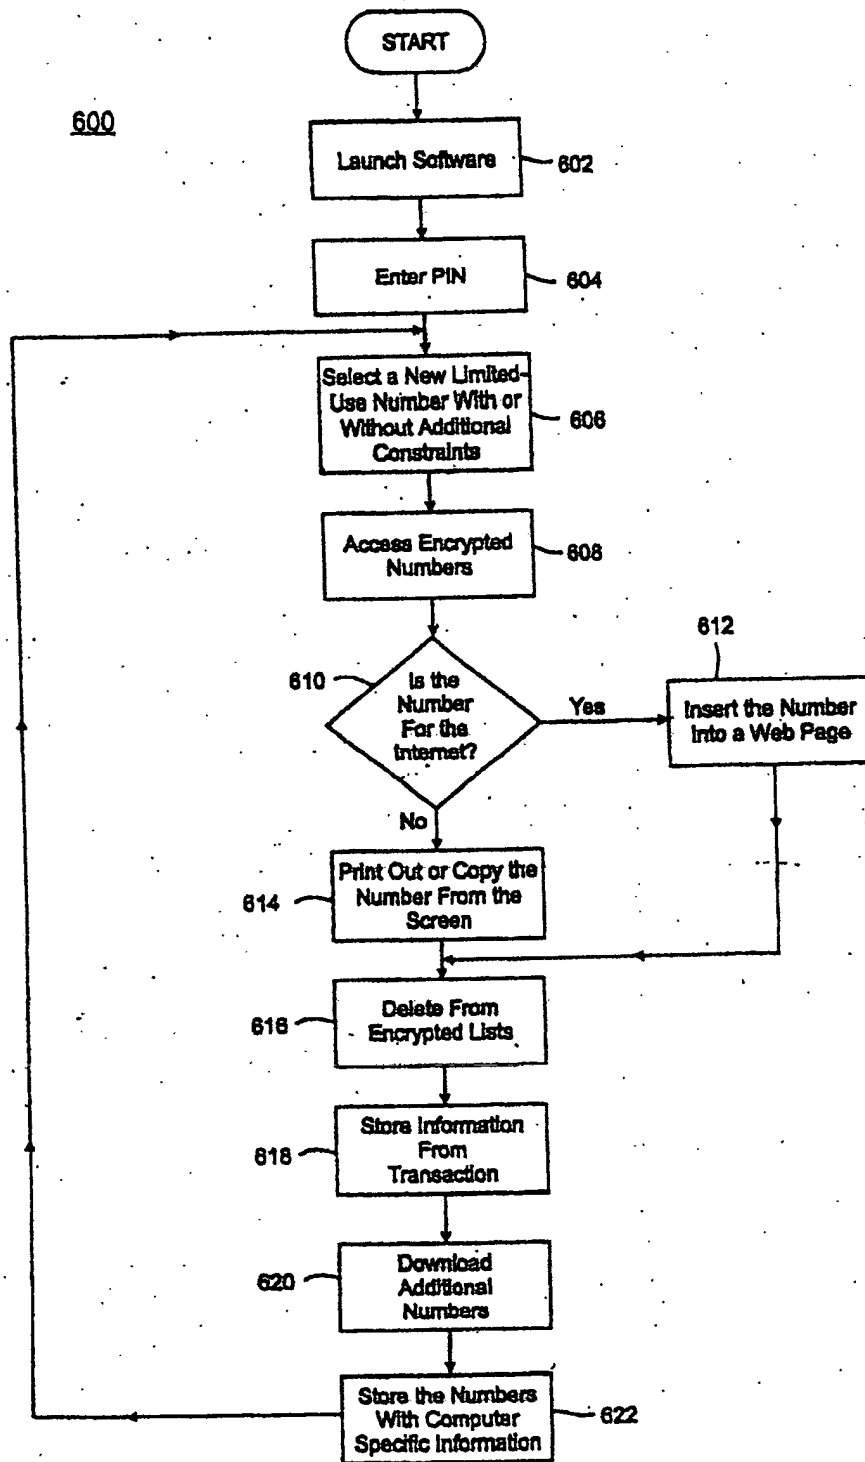 START
600
Launch Software
602
Enter PIN
604
Select a New Limited-
Use Number With or
Without Additional
Constraints
606
Access Encrypted
Numbers
608
610
Is the
Number
For the
Internet?
Yes
612
Insert the Number
Into a Web Page
No
614
Print Out or Copy the
Number From the
Screen
616
Delete From
Encrypted Lists
618
Store Information
From
Transaction
620
Download
Additional
Numbers
Store the Numbers
With Computer
Specific Information
622